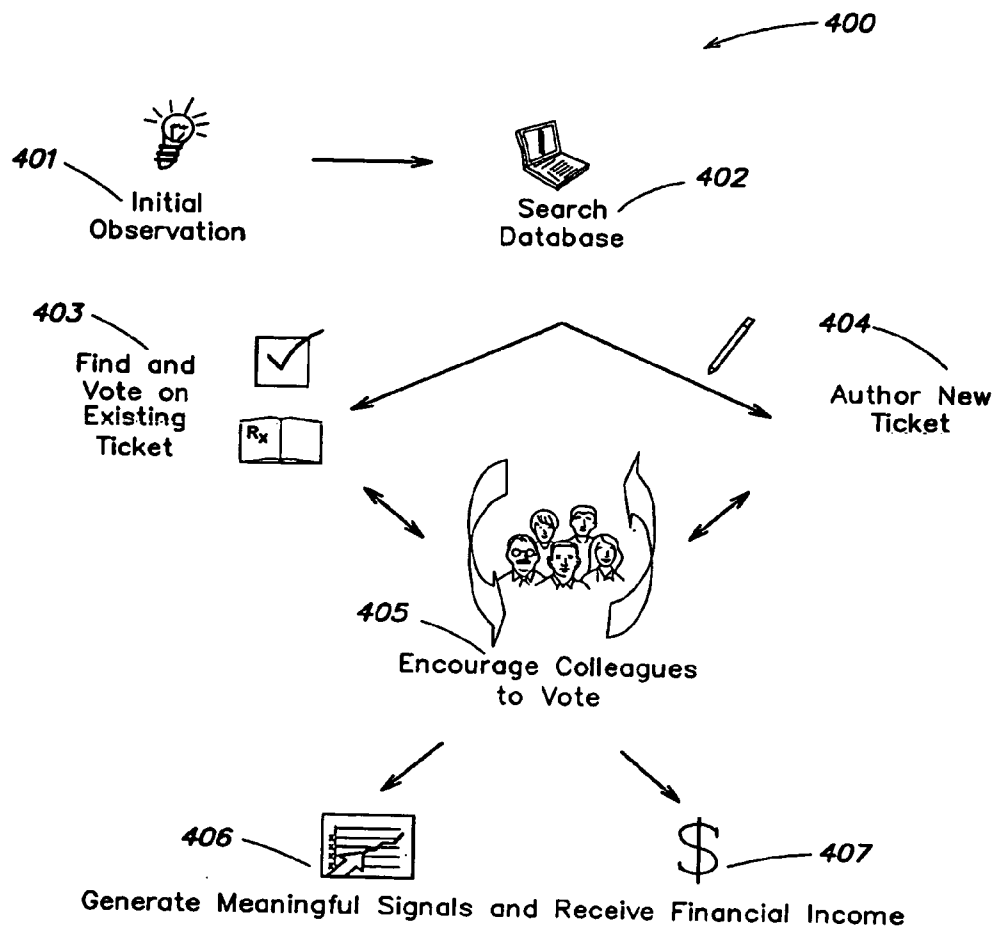 400
401
Initial
Observation
402
Search
Database
403
Find and
Vote on
Existing
Ticket
Rx
404
Author New
Ticket
405
Encourage Colleagues
to Vote
406
$
407
Generate Meaningful Signals and Receive Financial Income